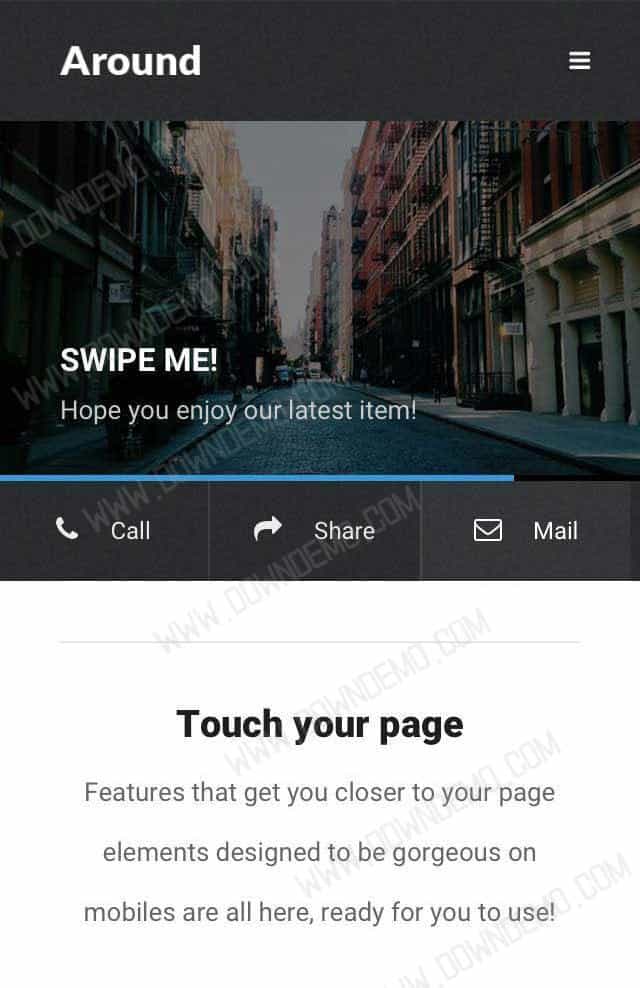 Around
SWIPE ME!
Hope you enjoy our latest item!
Call Share Mail
Touch your page
Features that get you closer to your page
elements designed to be gorgeous on
mobiles are all here, ready for you to use!
WWW.DOWNDEMO.COM